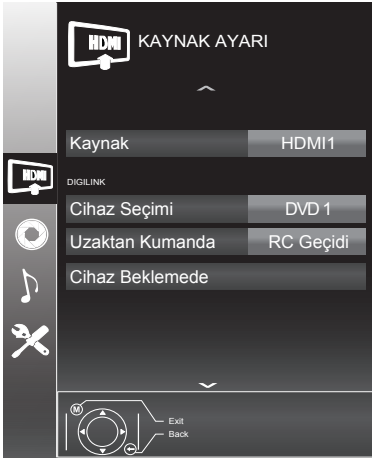 HDMI KAYNAK AYARI
Kaynak HDMI1
HDMI
DIGILINK
Cihaz Seçimi DVD 1
Uzaktan Kumanda RC Geçidi
Cihaz Beklemede
M
Exit
Back